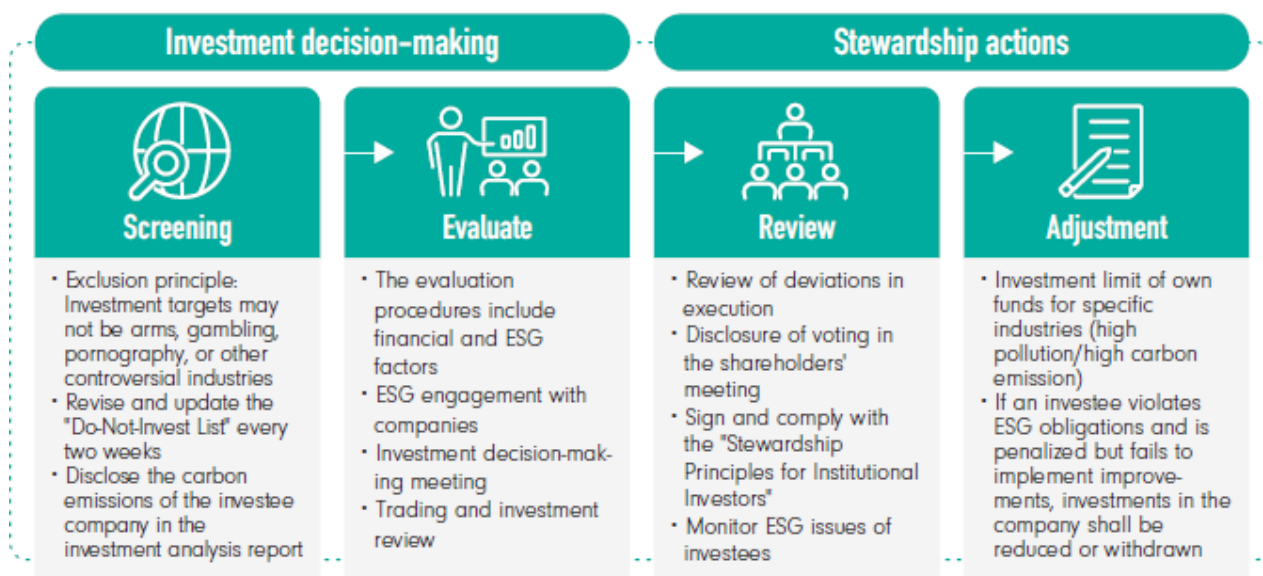 Investment decision-making
Stewardship actions
Screening
• Exclusion principle:
Investment targets may
not be arms, gambling,
pornography, or other
controversial industries
• Revise and update the
"Do-Not-Invest List" every
two weeks
• Disclose the carbon
emissions of the investee
company in the
investment analysis report
Evaluate
• The evaluation
procedures include
financial and ESG
factors
• ESG engagement with
companies
• Investment decision-mak-
ing meeting
• Trading and investment
review
Review
• Review of deviations in
execution
• Disclosure of voting in
the shareholders'
meeting
• Sign and comply with
the "Stewardship
Principles for Institutional
Investors"
• Monitor ESG issues of
investees
Adjustment
• Investment limit of own
funds for specific
industries (high
pollution/high carbon
emission)
• If an investee violates
ESG obligations and is
penalized but fails to
implement improve-
ments, investments in the
company shall be
reduced or withdrawn